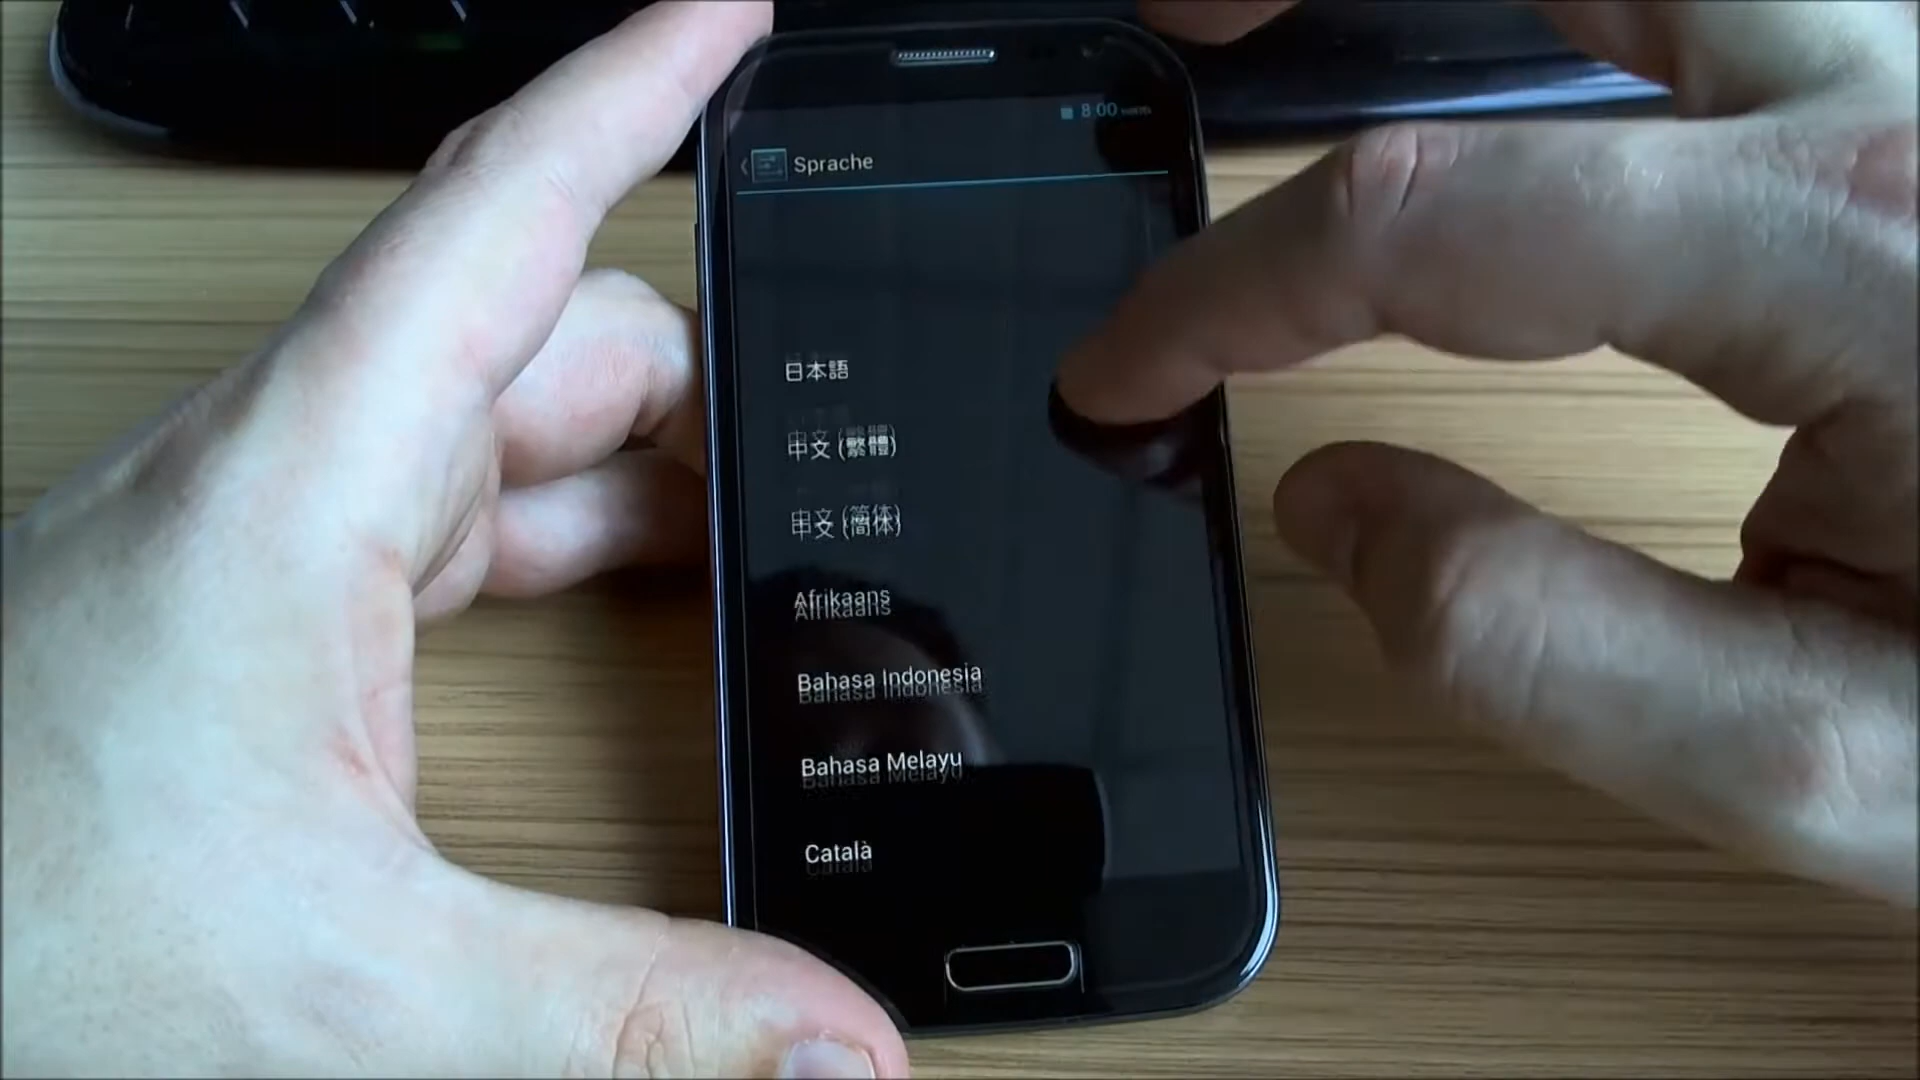 8:00
Sprache
日本語
中文 (繁體)
中文 (简体)
Afrikaans
Bahasa Indonesia
Bahasa Melayu
Català